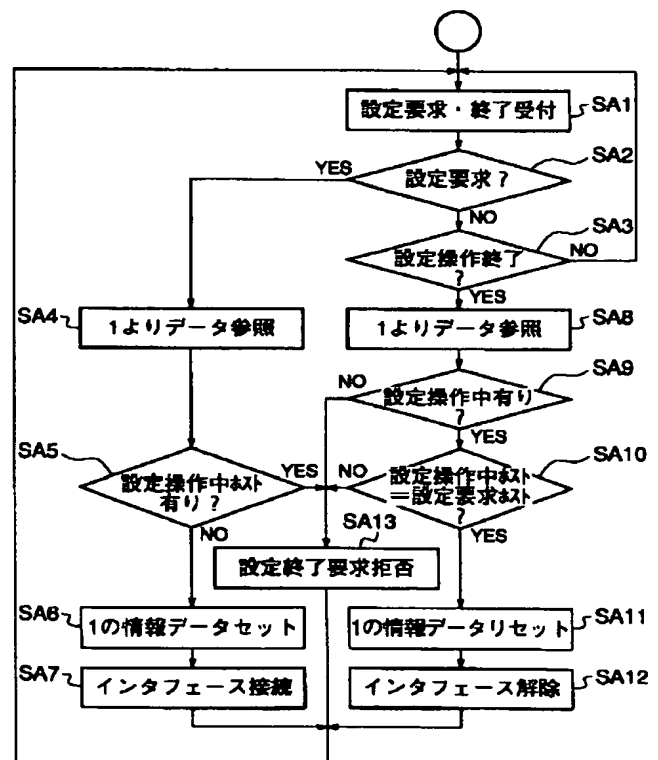 設定要求・終了受付
SA1
SA2
YES
設定要求?
NO
SA3
設定操作終了
?
NO
YES
SA4
1よりデータ参照
1よりデータ参照
SA8
SA9
NO
設定操作中有り
?
YES
SA5
設定操作中ホスト
有り?
YES
NO
NO
設定操作中ホスト
=設定要求ホスト
?
SA10
YES
SA13
設定終了要求拒否
SA6
1の情報データセット
1の情報データリセット
SA11
SA7
インタフェース接続
インタフェース解除
SA12